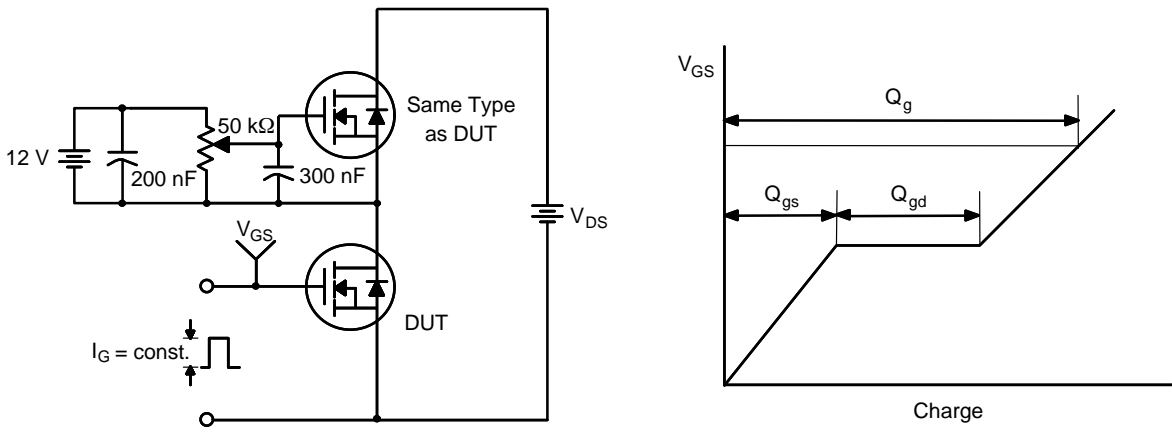 12 V
200 nF
50 kΩ
300 nF
Same Type
as DUT
V_GS
DUT
I_G = const.
V_DS
V_GS
Q_g
Q_gs
Q_gd
Charge